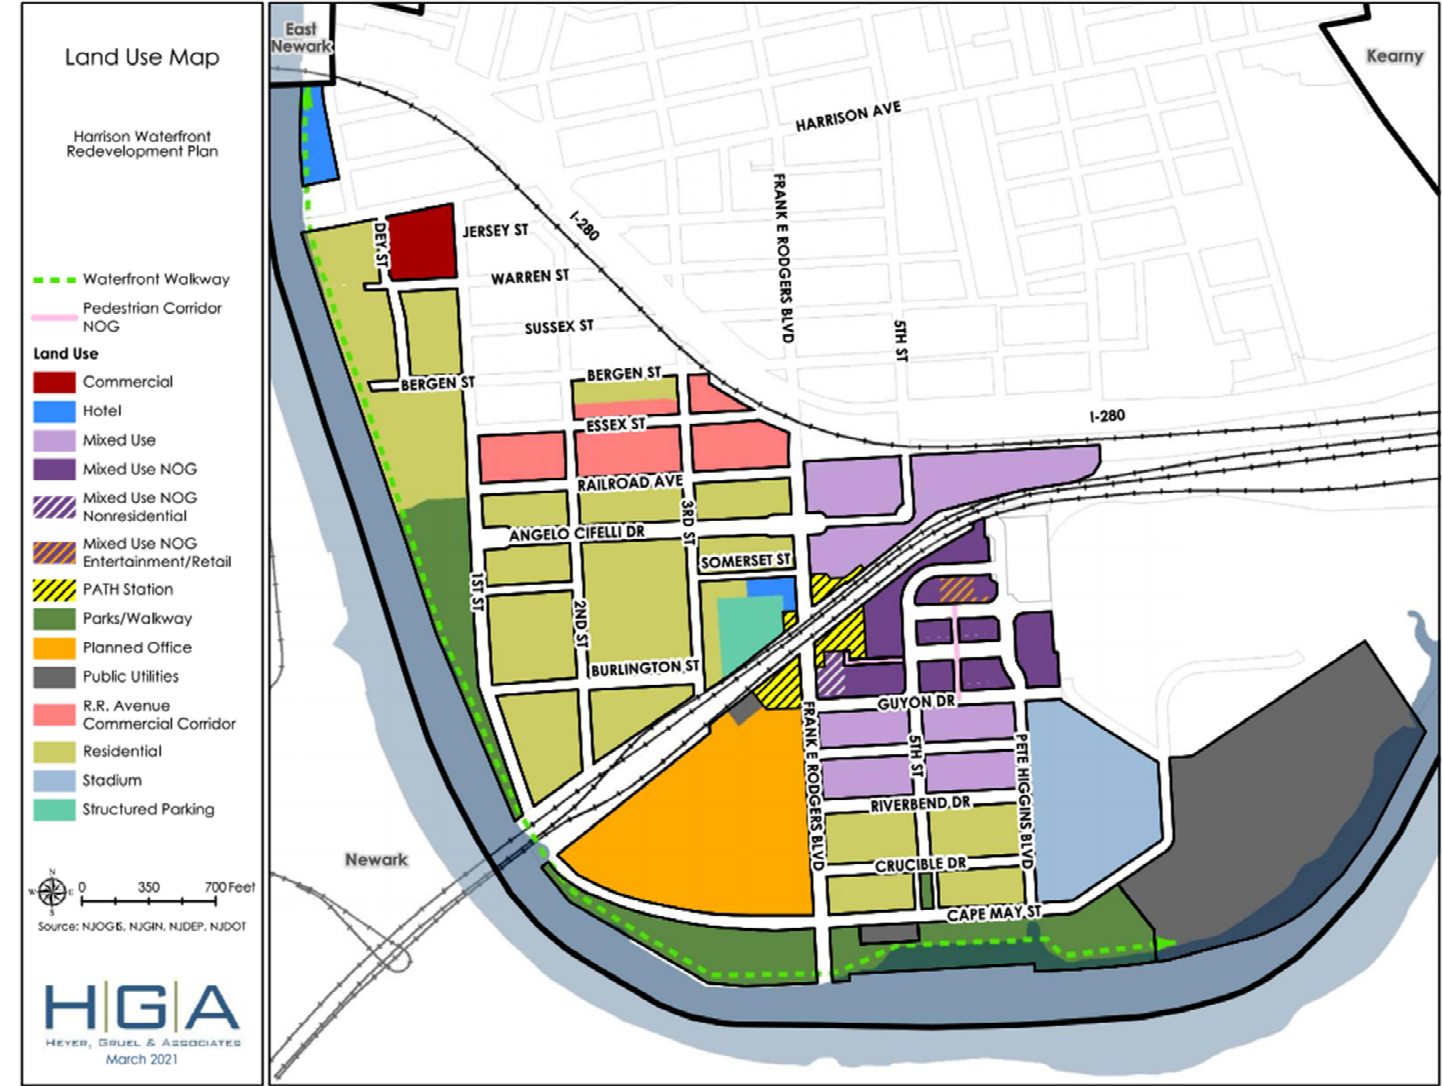 Land Use Map
Harrison Waterfront
Redevelopment Plan
Waterfront Walkway
Pedestrian Corridor
NOG
Land Use
Commercial
Hotel
Mixed Use
Mixed Use NOG
Mixed Use NOG
Nonresidential
Mixed Use NOG
Entertainment/Retail
PATH Station
Parks/Walkway
Planned Office
Public Utilities
R.R. Avenue
Commercial Corridor
Residential
Stadium
Structured Parking
N
W E
S
0 350 700 Feet
Source: NJOGIS, NJGIN, NJDEP, NJDOT
H|G|A
HEYER, GRUEL & ASSOCIATES
March 2021
East
Newark
Kearny
HARRISON AVE
FRANK E RODGERS BLVD
I-280
DEY ST
JERSEY ST
WARREN ST
SUSSEX ST
5TH ST
BERGEN ST
BERGEN ST
I-280
ESSEX ST
RAILROAD AVE
3RD ST
ANGELO CIFELLI DR
SOMERSET ST
1ST ST
2ND ST
BURLINGTON ST
GUYON DR
FRANK E RODGERS BLVD
5TH ST
PETE HIGGINS BLVD
RIVERBEND DR
Newark
CRUCIBLE DR
CAPE MAY ST